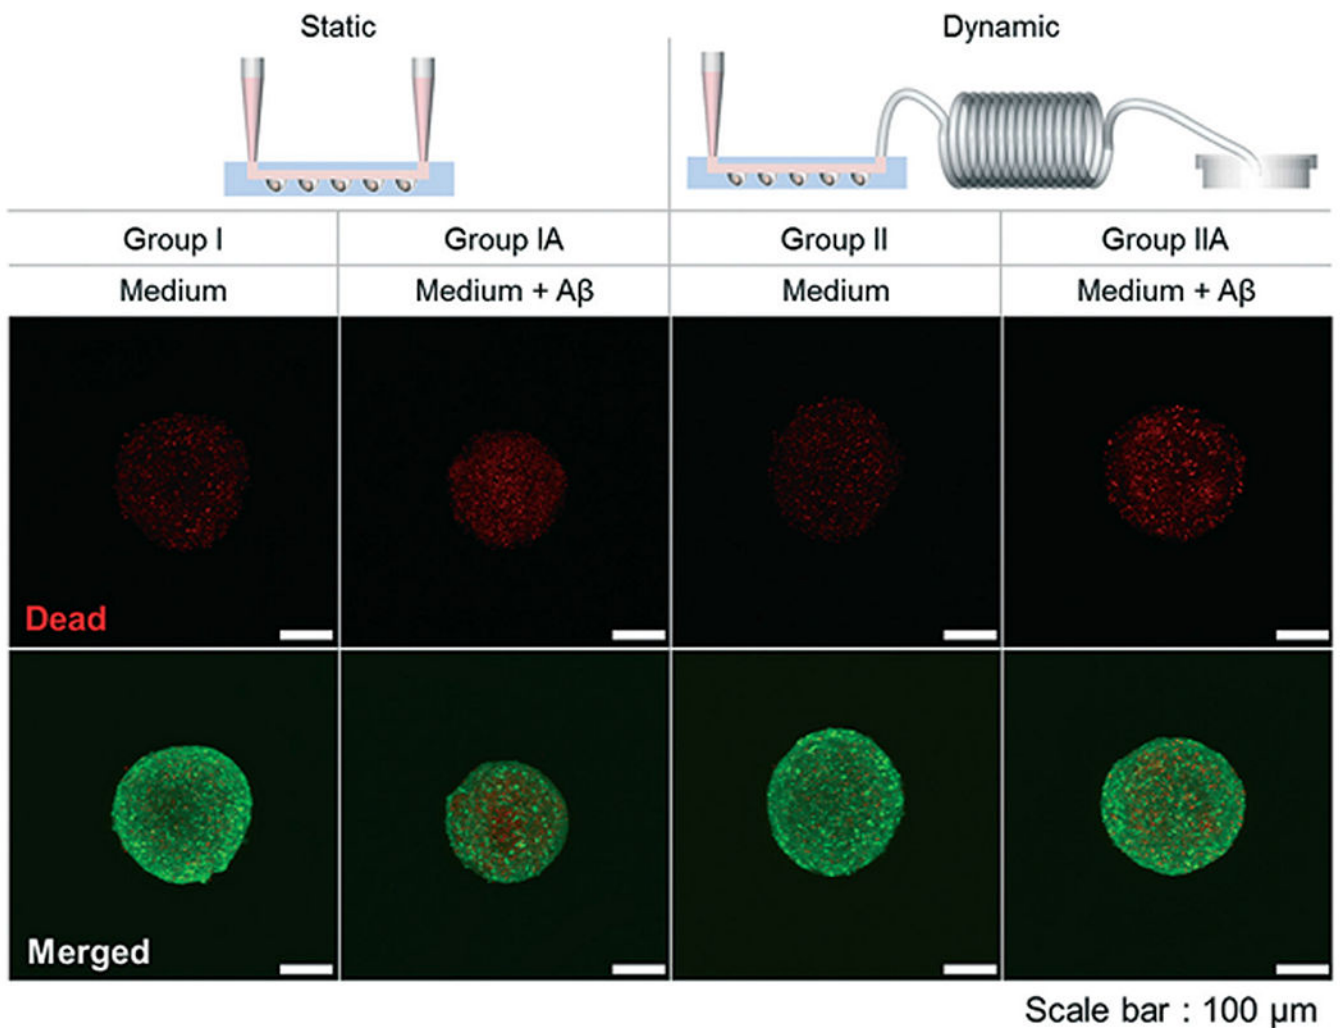 Static
Dynamic
Group I
Group IA
Group II
Group IIA
Medium
Medium + Aβ
Medium
Medium + Aβ
Dead
Merged
Scale bar : 100 μm